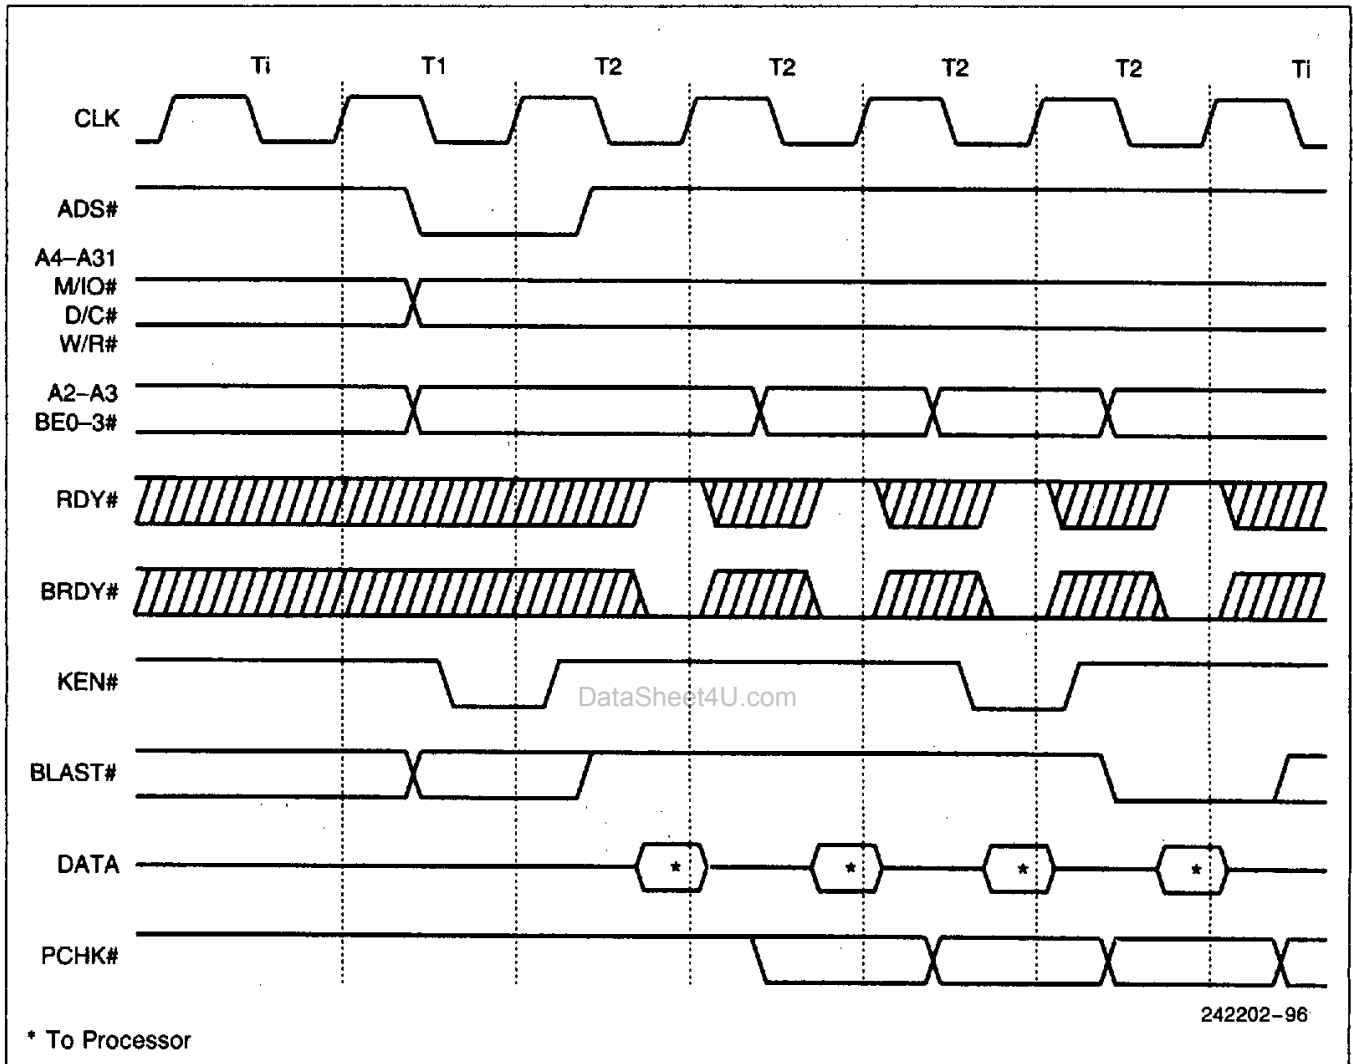 Ti T1 T2 T2 T2 T2 Ti
CLK
ADS#
A4–A31
M/IO#
D/C#
W/R#
A2–A3
BE0–3#
RDY#
BRDY#
KEN#
DataSheet4U.com
BLAST#
DATA * * * *
PCHK#
242202–96
* To Processor